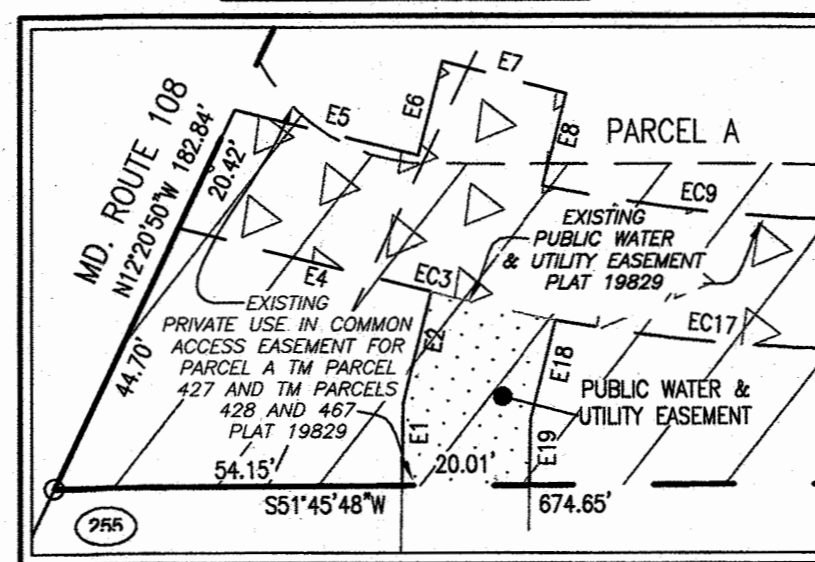 E7
E5
E6
E8
PARCEL A
MD. ROUTE 108
N12°20'50"W 182.84'
20.42'
EC9
EXISTING
PUBLIC WATER
& UTILITY EASEMENT
PLAT 19829
E4
EC3
EXISTING
PRIVATE USE IN COMMON
ACCESS EASEMENT FOR
PARCEL A TM PARCEL
427 AND TM PARCELS
428 AND 467
PLAT 19829
E2
EC17
E18
44.70'
PUBLIC WATER &
UTILITY EASEMENT
E1
E19
54.15'
20.01'
S51°45'48"W
674.65'
255